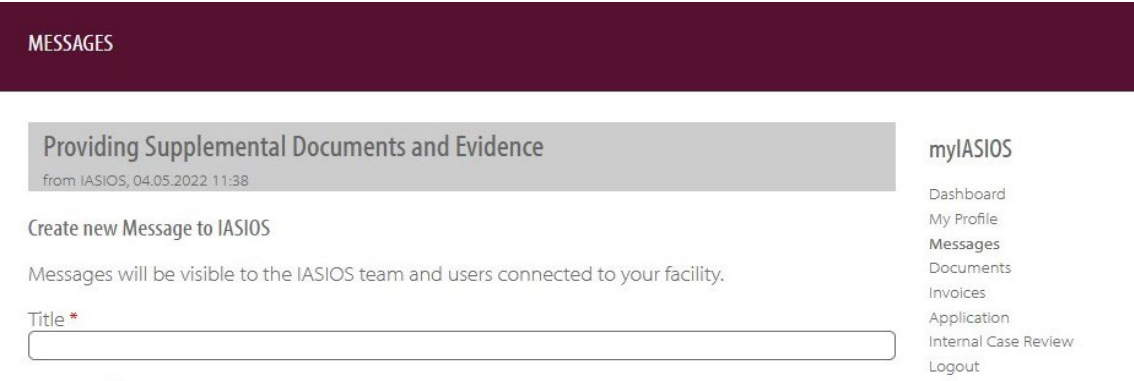 MESSAGES
Providing Supplemental Documents and Evidence
from IASIOS, 04.05.2022 11:38
Create new Message to IASIOS
Messages will be visible to the IASIOS team and users connected to your facility.
Title *
myIASIOS
Dashboard
My Profile
Messages
Documents
Invoices
Application
Internal Case Review
Logout